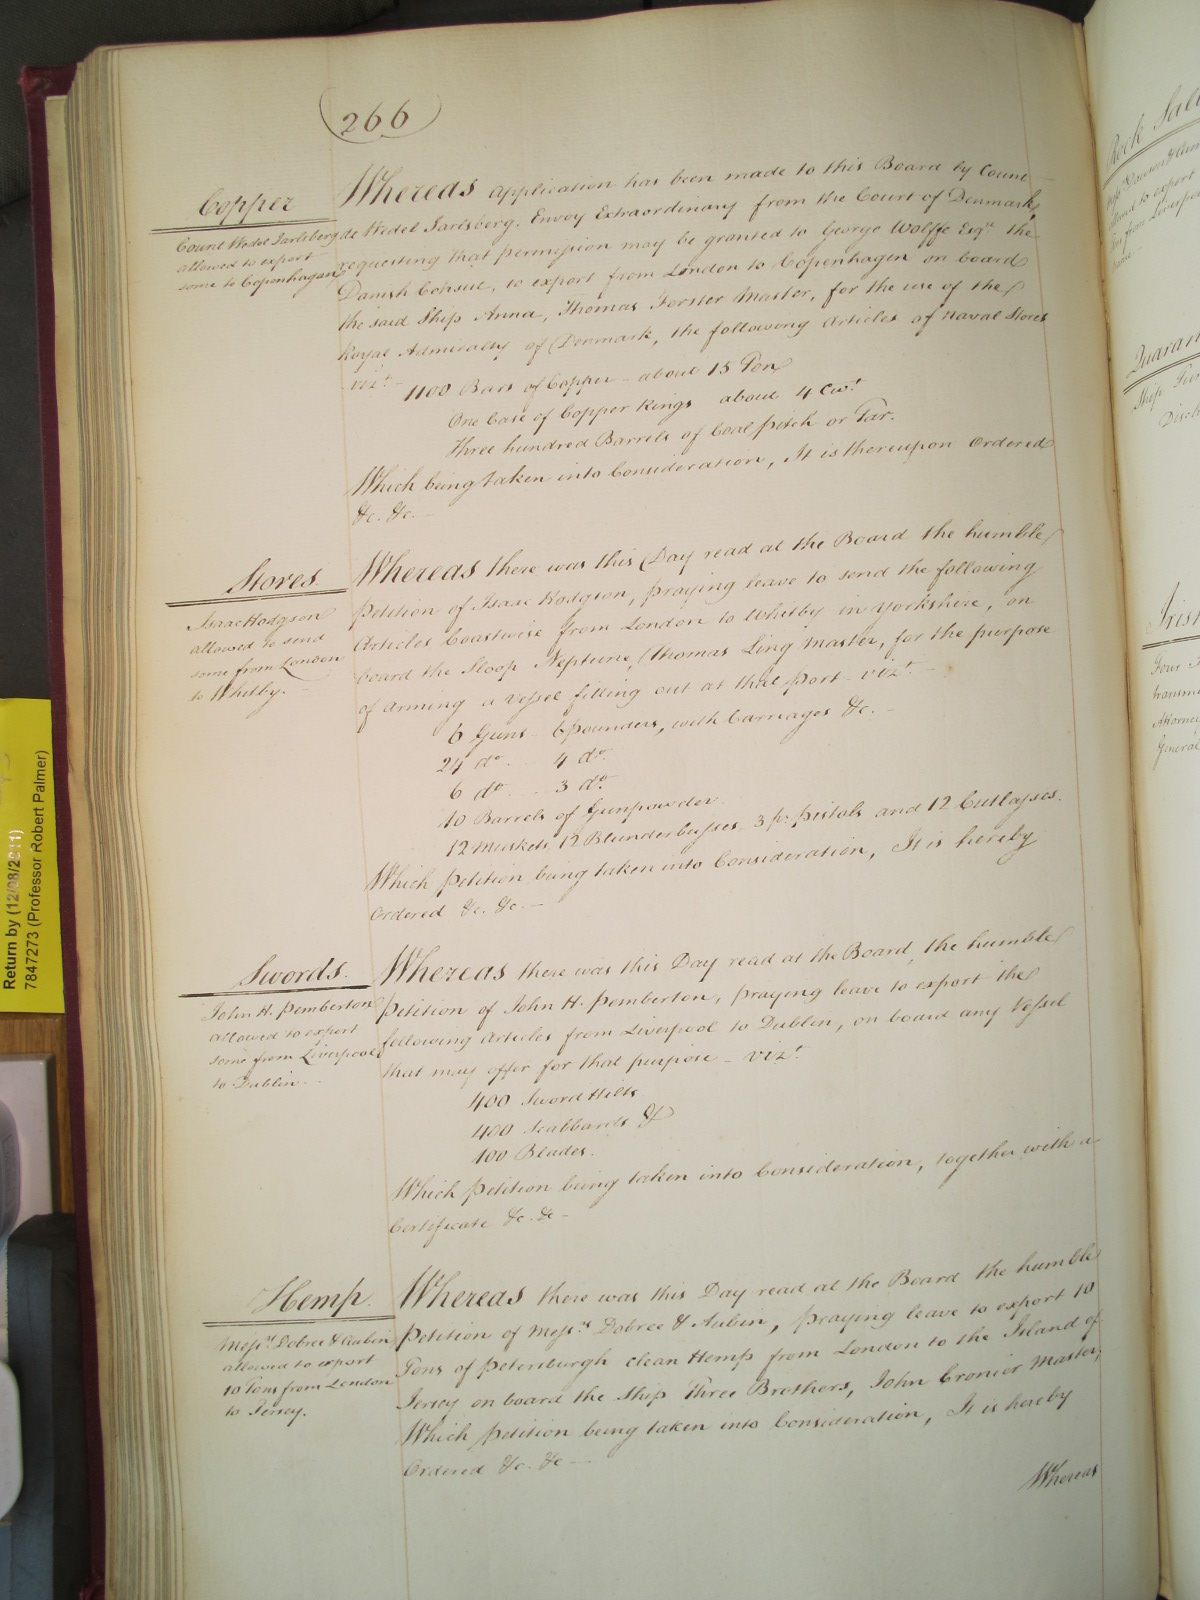 (266)
Copper
Count Wedel Jarlsberg
allowed to export
some to Copenhagen
Whereas application has been made to this Board by Count
de Wedel Jarlsberg. Envoy Extraordinary from the Court of Denmark,
requesting that permission may be granted to George Wolffe Esqr. the
Danish Consul, to export from London to Copenhagen on board
the said Ship Anna, Thomas Forster Master, for the use of the
Royal Admiralty of Denmark, the following Articles of Naval Stores
vizt.
1100 Bars of Copper - about 15 Ton
One Case of Copper Rings about 4 Cwt.
Three hundred Barrels of Coal pitch or Tar.
Which being taken into Consideration, It is thereupon Ordered
&c. &c. -
Stores.
Isaac Hodgson
allowed to send
some from London
to Whitby.
Whereas there was this Day read at the Board the humble
Petition of Isaac Hodgson, praying leave to send the following
Articles Coastwise from London to Whitby in Yorkshire, on
board the Sloop Neptune, Thomas Ling Master, for the purpose
of arming a Vessel fitting out at that Port - vizt. -
6 Guns - 6 pounders, with Carriages &c. -
24 do. - 4 do.
6 do. - 3 do.
40 Barrels of Gunpowder.
12 Muskets, 12 Blunderbusses, 3 pr. Pistols and 12 Cutlasses.
Which Petition being taken into Consideration, It is hereby
Ordered &c. &c. -
Swords.
John H. Pemberton
allowed to export
some from Liverpool
to Dublin.
Whereas there was this Day read at the Board, the humble
Petition of John H. Pemberton, praying leave to export the
following Articles from Liverpool to Dublin, on board any Vessel
that may offer for that purpose - vizt.
400 Sword Hilts
400 Scabbards &
100 Blades.
Which Petition being taken into Consideration, together with a
Certificate &c. &c -
Hemp.
Messrs. Dobree & Aubin
allowed to export
10 Tons from London
to Jersey.
Whereas there was this Day read at the Board the humble
Petition of Messrs. Dobree & Aubin, praying leave to export 10
Tons of Petersburgh clean Hemp from London to the Island of
Jersey on board the Ship Three Brothers, John Cronier Master,
Which Petition being taken into Consideration, It is hereby
Ordered &c. &c -
Whereas
Rock Salt
Quaran
Ship
Disch
Four
transm
Attorney
General
Return by (12/08/2011)
7847273 (Professor Robert Palmer)